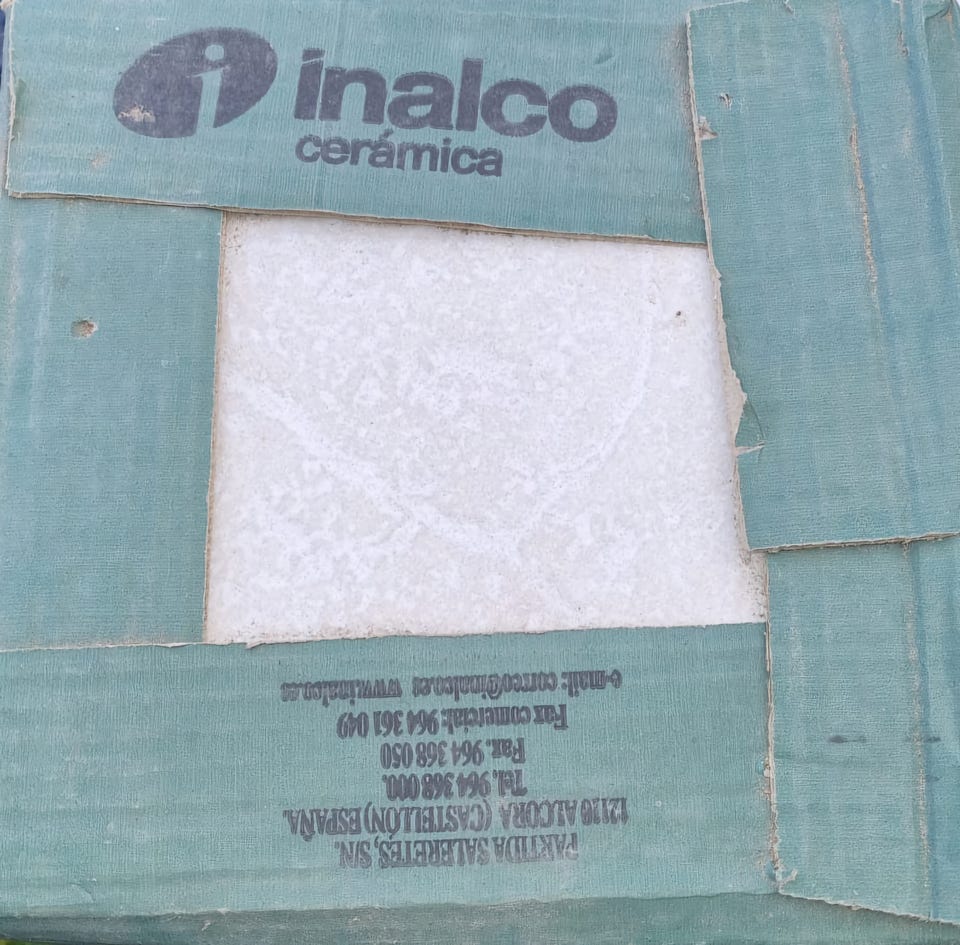 i
inalco
cerámica
PARTIDA SALERETES, S/N.
12110 ALCORA (CASTELLÓN) ESPAÑA.
Tel. 964 368 000.
Fax. 964 368 050
Fax comercial: 964 361 049
e-mail: correo@inalco.es www.inalco.es